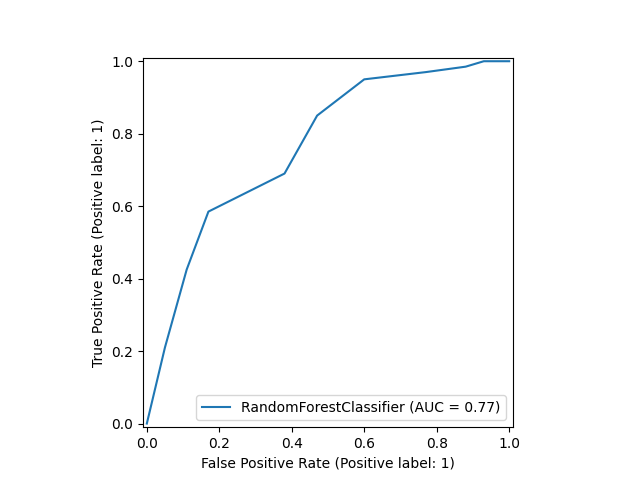 1.0
0.8
0.6
0.4
0.2
0.0
True Positive Rate (Positive label: 1)
RandomForestClassifier (AUC = 0.77)
0.0 0.2 0.4 0.6 0.8 1.0
False Positive Rate (Positive label: 1)